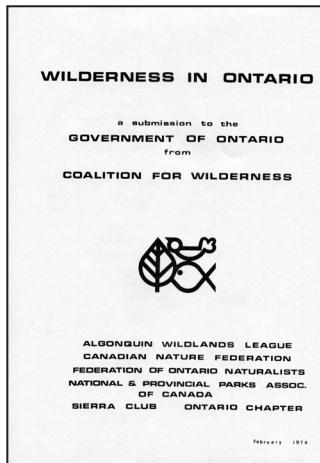 WILDERNESS IN ONTARIO
a submission to the
GOVERNMENT OF ONTARIO
from
COALITION FOR WILDERNESS
ALGONQUIN WILDLANDS LEAGUE
CANADIAN NATURE FEDERATION
FEDERATION OF ONTARIO NATURALISTS
NATIONAL & PROVINCIAL PARKS ASSOC.
OF CANADA
SIERRA CLUB ONTARIO CHAPTER
February 1974